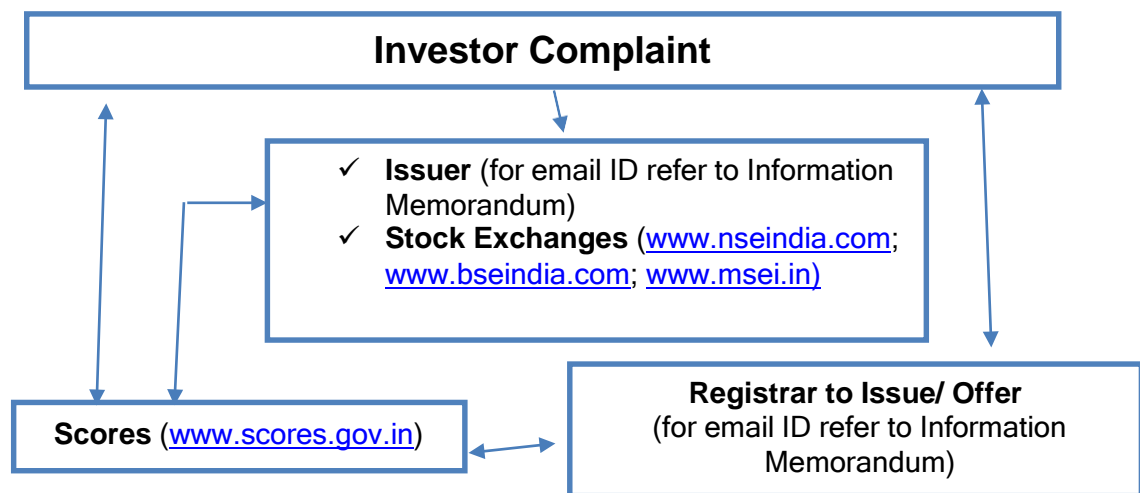 Investor Complaint
✓ Issuer (for email ID refer to Information
Memorandum)
✓ Stock Exchanges (www.nseindia.com;
www.bseindia.com; www.msei.in)
Registrar to Issue/ Offer
(for email ID refer to Information
Memorandum)
Scores (www.scores.gov.in)